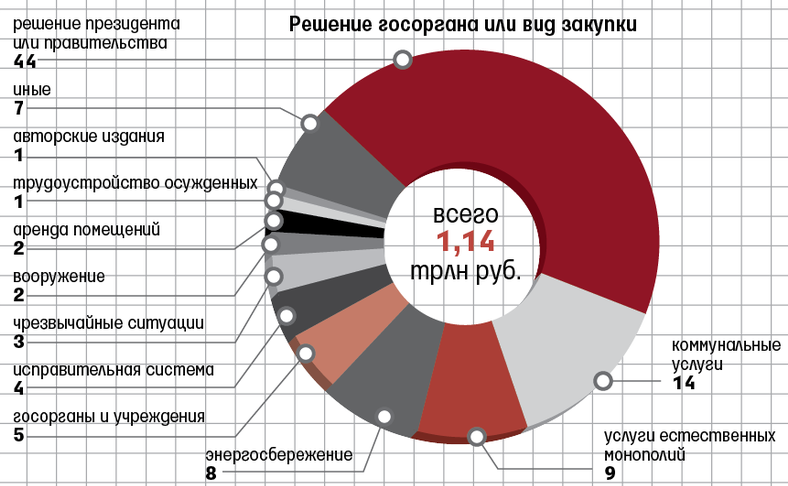 Решение госоргана или вид закупки
решение президента
или правительства
44
иные
7
авторские издания
1
трудоустройство осужденных
1
аренда помещений
2
вооружение
2
чрезвычайные ситуации
3
исправительная система
4
госорганы и учреждения
5
энергосбережение
8
всего
1,14
трлн руб.
коммунальные
услуги
14
услуги естественных
монополий
9